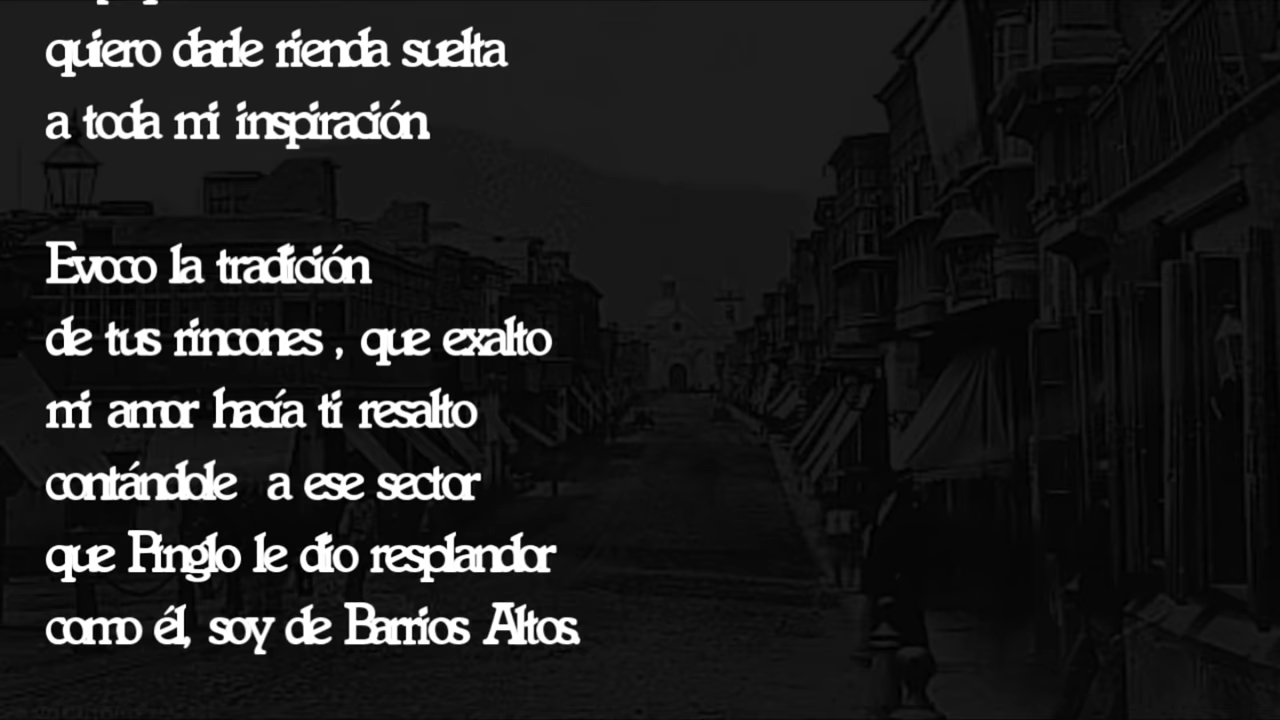 quiero darle rienda suelta
a toda mi inspiración.
Evoco la tradición
de tus rincones , que exalto
mi amor hacía ti resalto
contándole a ese sector
que Pinglo le dio resplandor
como él, soy de Barrios Altos.